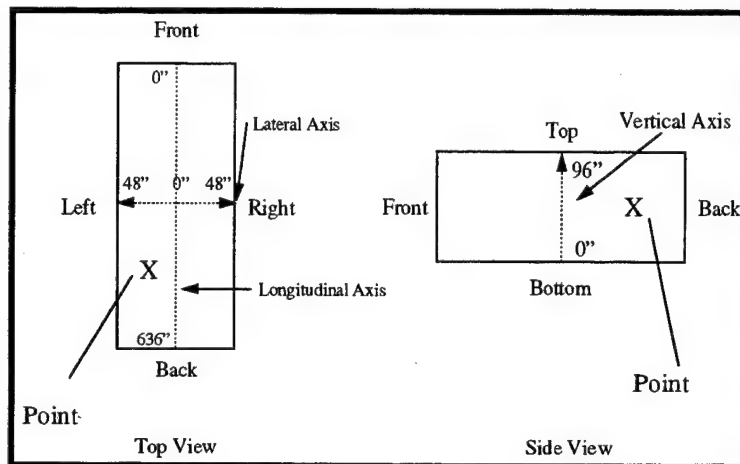 Front
0”
Lateral Axis
48” 0” 48”
Left
Right
X
Longitudinal Axis
636”
Back
Point
Top View
Top
Vertical Axis
96”
Front
X
Back
0”
Bottom
Point
Side View